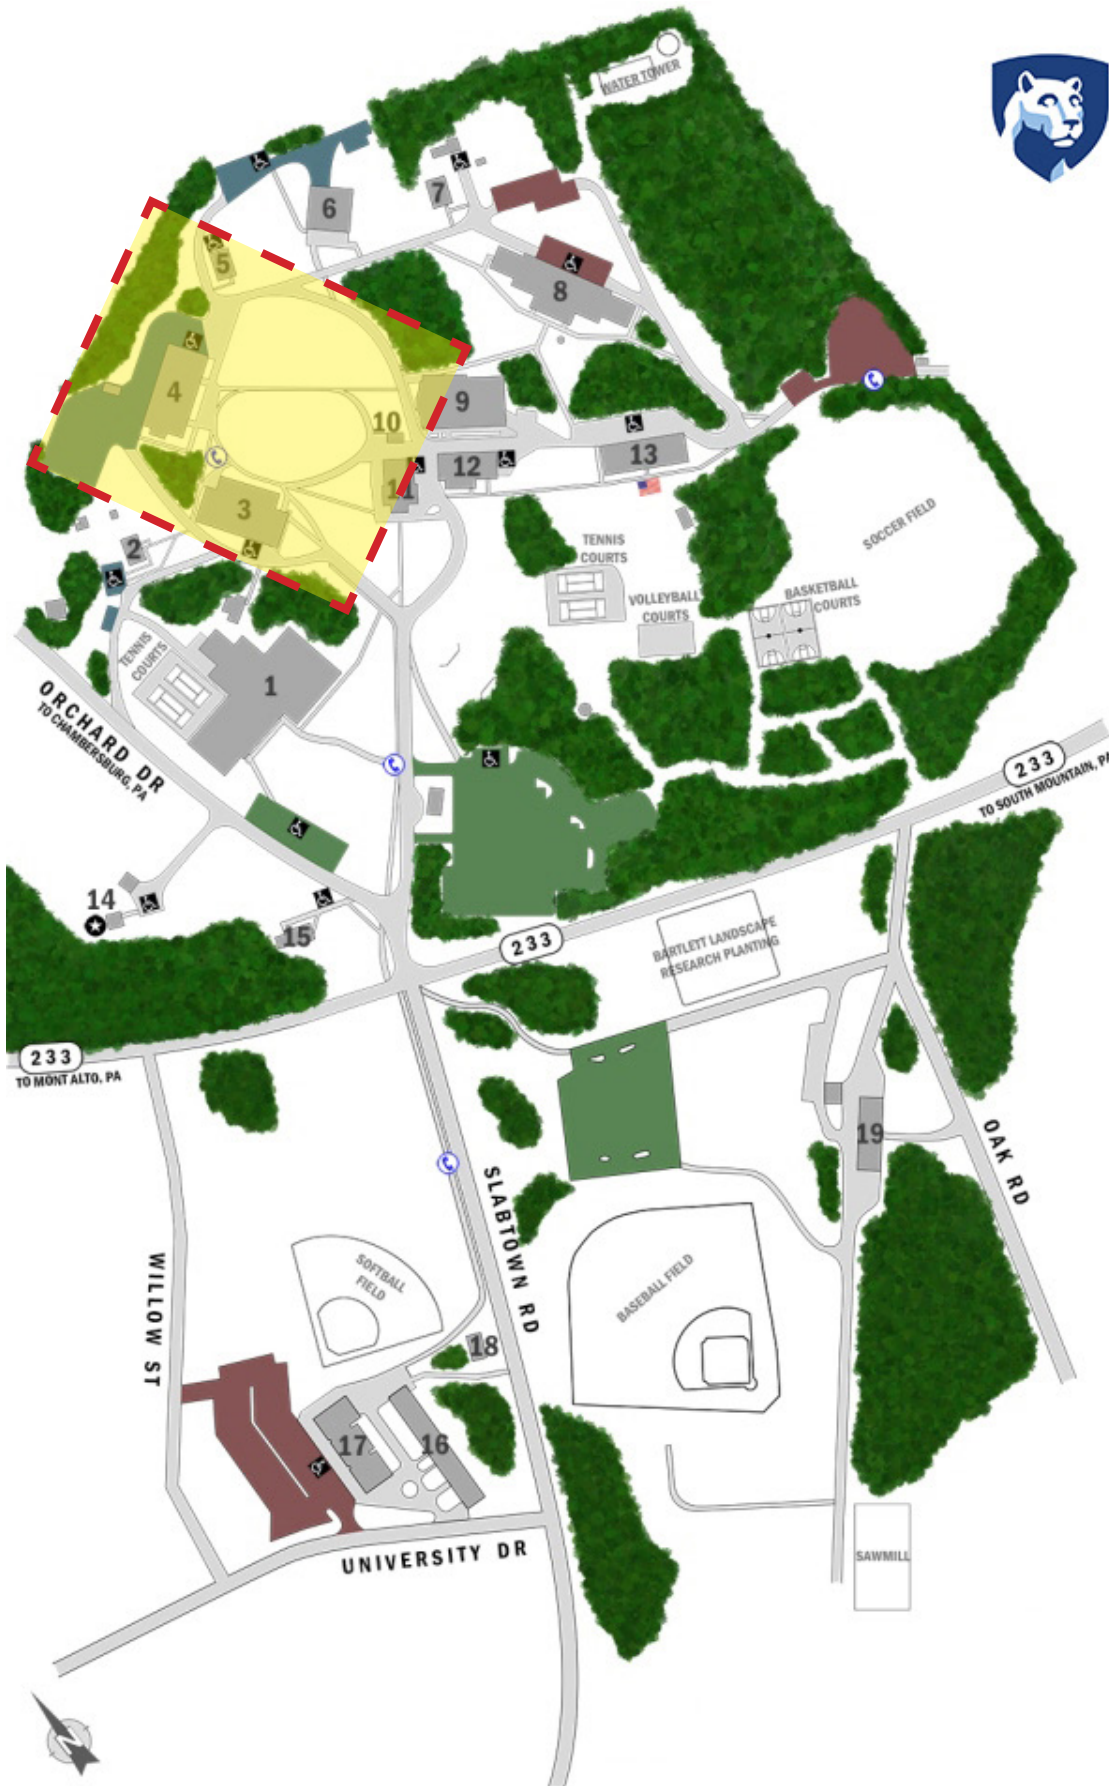 WATER TOWER
7
6
5
8
4
9
10
13
12
11
3
SOCCER FIELD
2
TENNIS
COURTS
BASKETBALL
COURTS
VOLLEYBALL
COURTS
TENNIS
COURTS
1
ORCHARD DR
TO CHAMBERSBURG, PA
233
TO SOUTH MOUNTAIN, PA
14
15
233
BARTLETT LANDSCAPE
RESEARCH PLANTING
233
TO MONT ALTO, PA
19
OAK RD
SLABTOWN RD
WILLOW ST
SOFTBALL
FIELD
BASEBALL FIELD
18
17
16
UNIVERSITY DR
SAWMILL
N